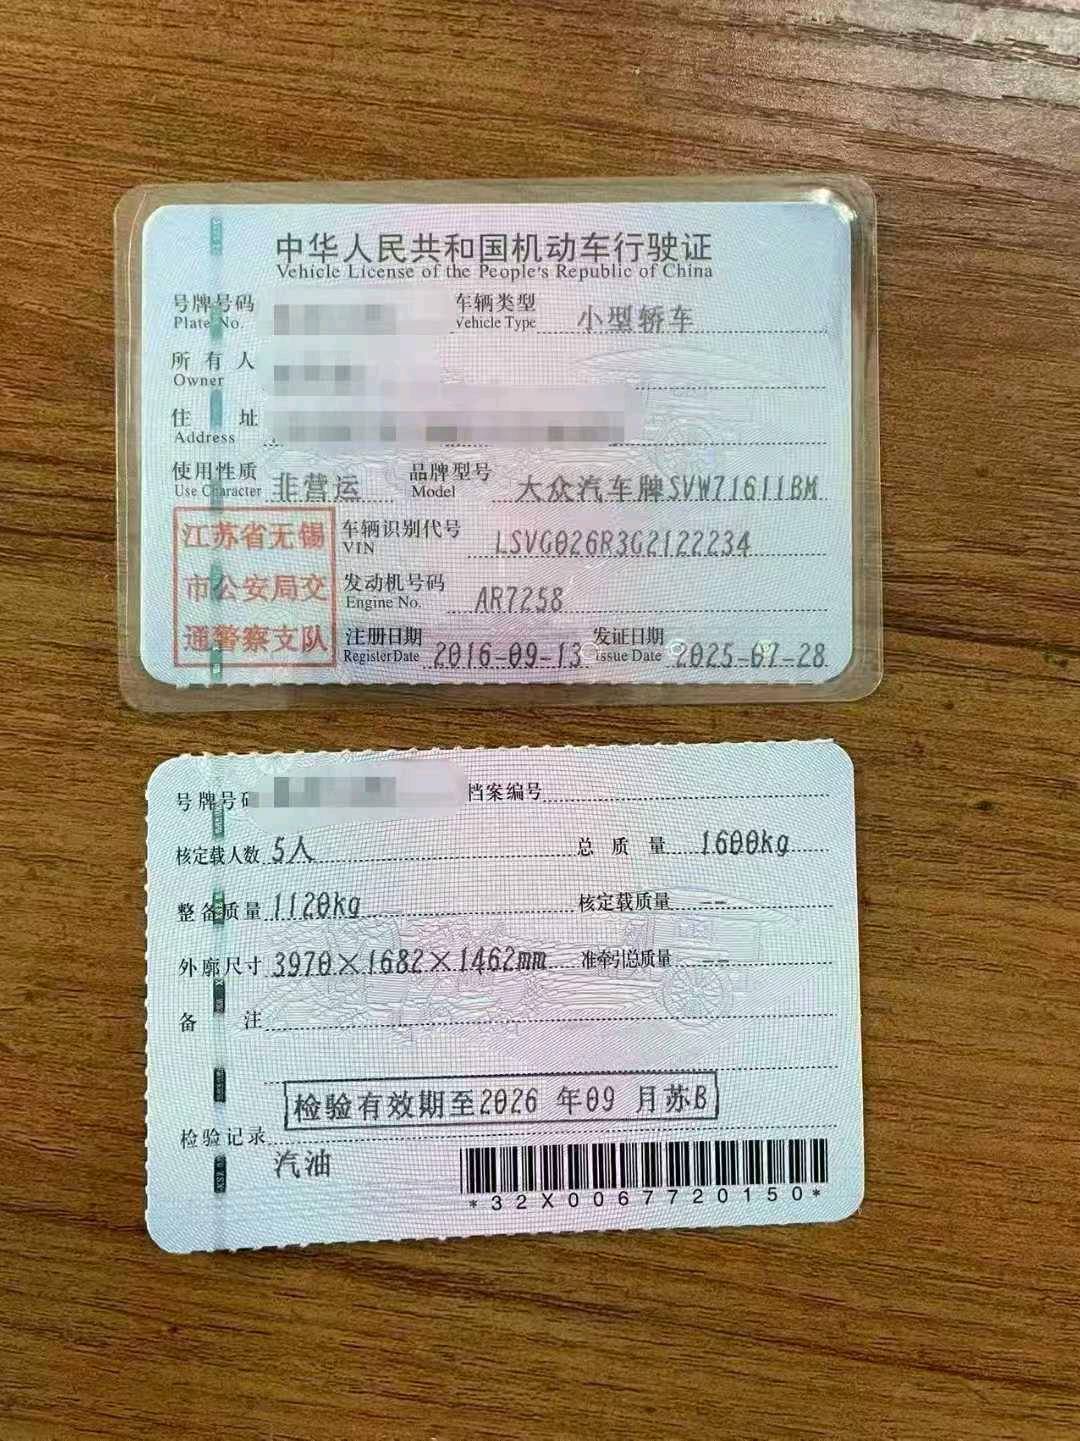 中华人民共和国机动车行驶证
Vehicle License of the People's Republic of China
号牌号码 Plate No.
车辆类型 Vehicle Type 小型轿车
所有人 Owner
住址 Address
使用性质 Use Character 非营运
品牌型号 Model 大众汽车牌SVW71611BM
江苏省无锡
市公安局交
通警察支队
车辆识别代号 VIN LSVG026R3G2122234
发动机号码 Engine No. AR7258
注册日期 Register Date 2016-09-13
发证日期 Issue Date 2025-07-28
号牌号码
档案编号
核定载人数 5人
总质量 1600kg
整备质量 1120kg
核定载质量 --
外廓尺寸 3970×1682×1462mm
准牵引总质量 --
备注
检验有效期至2026年09月苏B
检验记录
汽油
*32X0067720150*